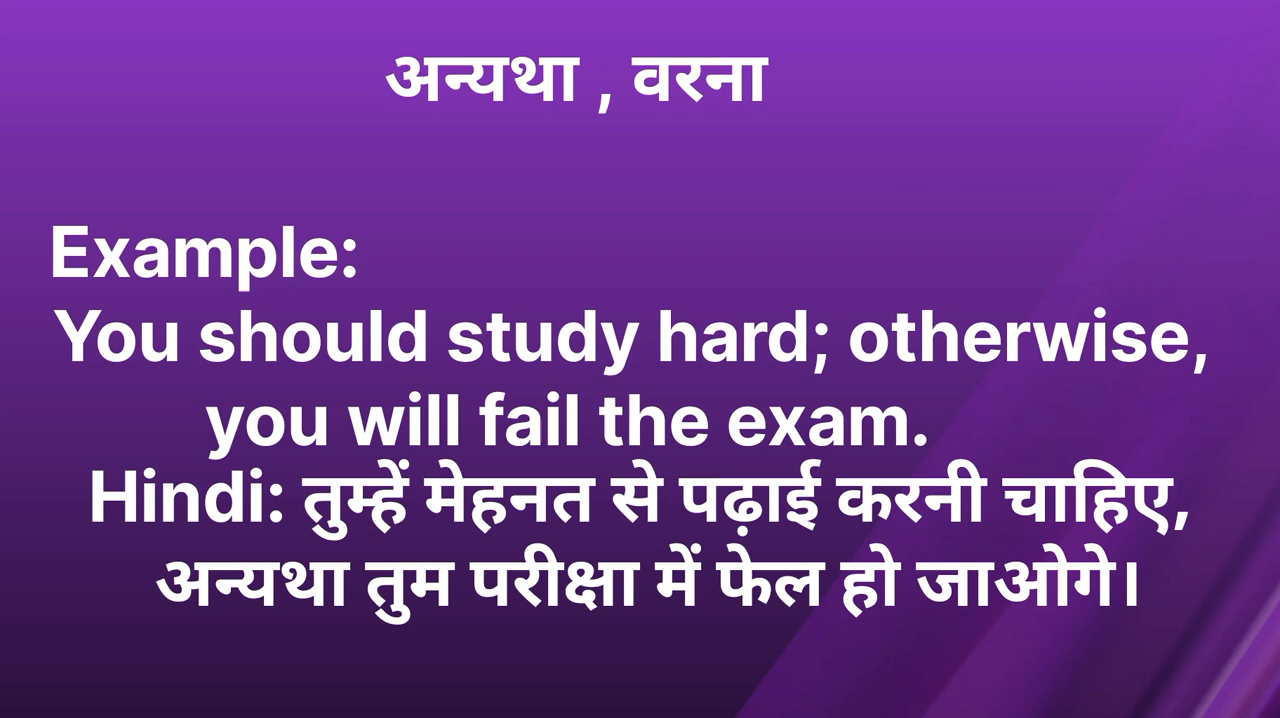 अन्यथा , वरना
Example:
You should study hard; otherwise,
you will fail the exam.
Hindi: तुम्हें मेहनत से पढ़ाई करनी चाहिए,
अन्यथा तुम परीक्षा में फेल हो जाओगे।